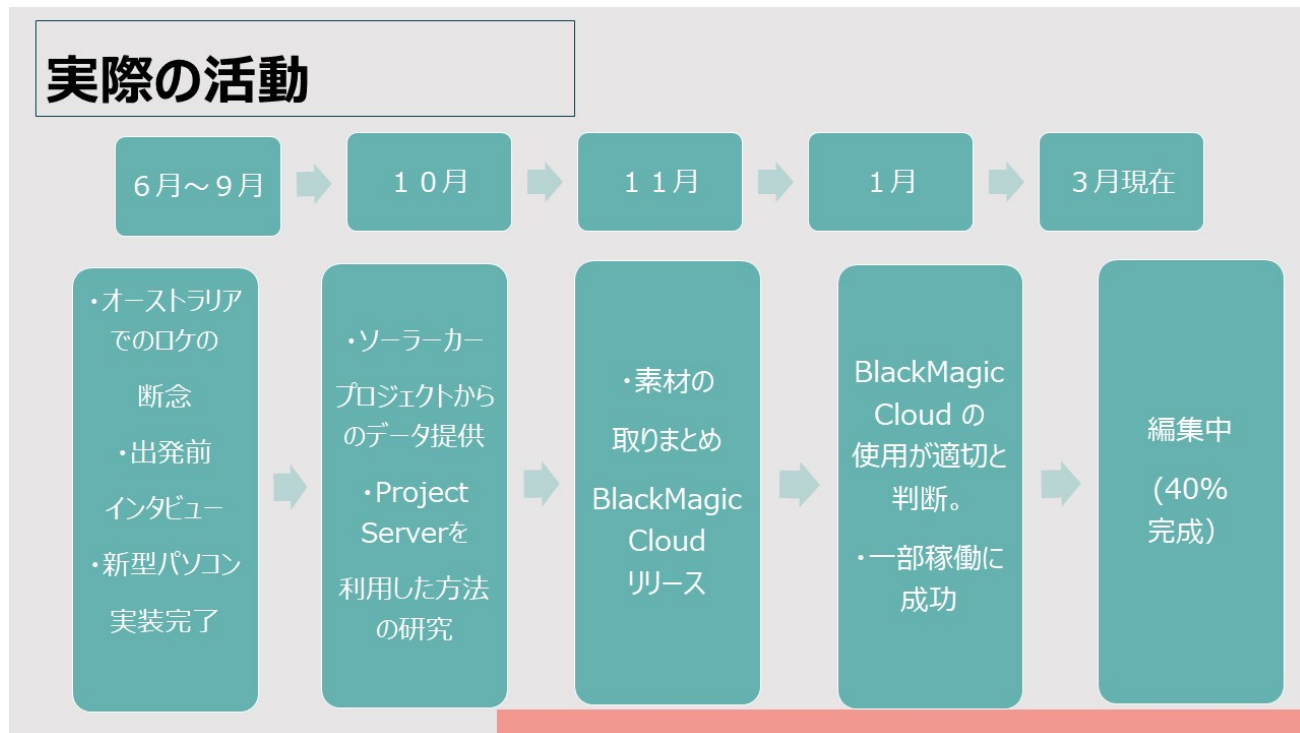 実際の活動
６月～９月
１０月
１１月
１月
３月現在
・オーストラリア
でのロケの
断念
・出発前
インタビュー
・新型パソコン
実装完了
・ソーラーカー
プロジェクトから
のデータ提供
・Project
Serverを
利用した方法
の研究
・素材の
取りまとめ
BlackMagic
Cloud
リリース
BlackMagic
Cloud の
使用が適切と
判断。
・一部稼働に
成功
編集中
(40%
完成）